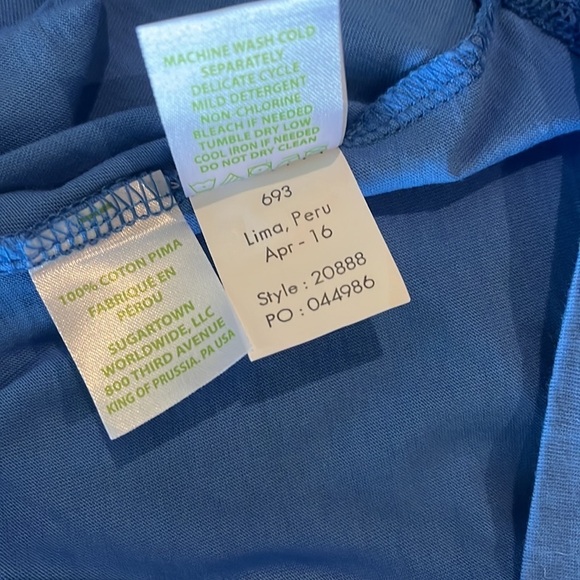 MACHINE WASH COLD
SEPARATELY
DELICATE CYCLE
MILD DETERGENT
NON-CHLORINE
BLEACH IF NEEDED
TUMBLE DRY LOW
COOL IRON IF NEEDED
DO NOT DRY CLEAN
693
Lima, Peru
Apr - 16
Style : 20888
PO : 044986
100% COTON PIMA
FABRIQUE EN
PEROU
SUGARTOWN
WORLDWIDE, LLC
800 THIRD AVENUE
KING OF PRUSSIA, PA USA